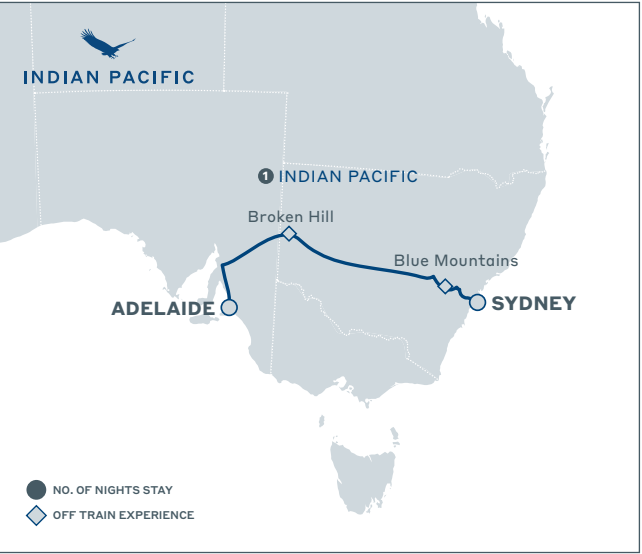 INDIAN PACIFIC
1 INDIAN PACIFIC
Broken Hill
Blue Mountains
ADELAIDE
SYDNEY
NO. OF NIGHTS STAY
OFF TRAIN EXPERIENCE